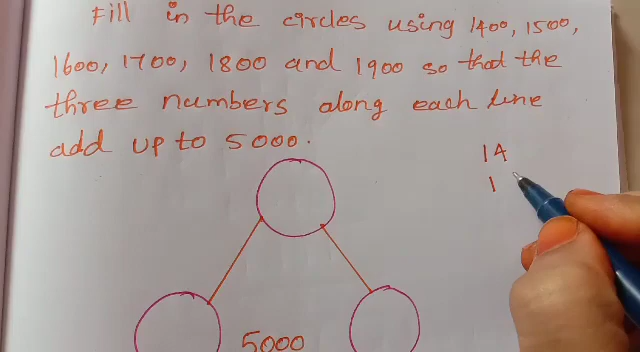 Fill in the circles using 1400, 1500,
1600, 1700, 1800 and 1900 so that the
three numbers along each line
add up to 5000.
14
1
5000